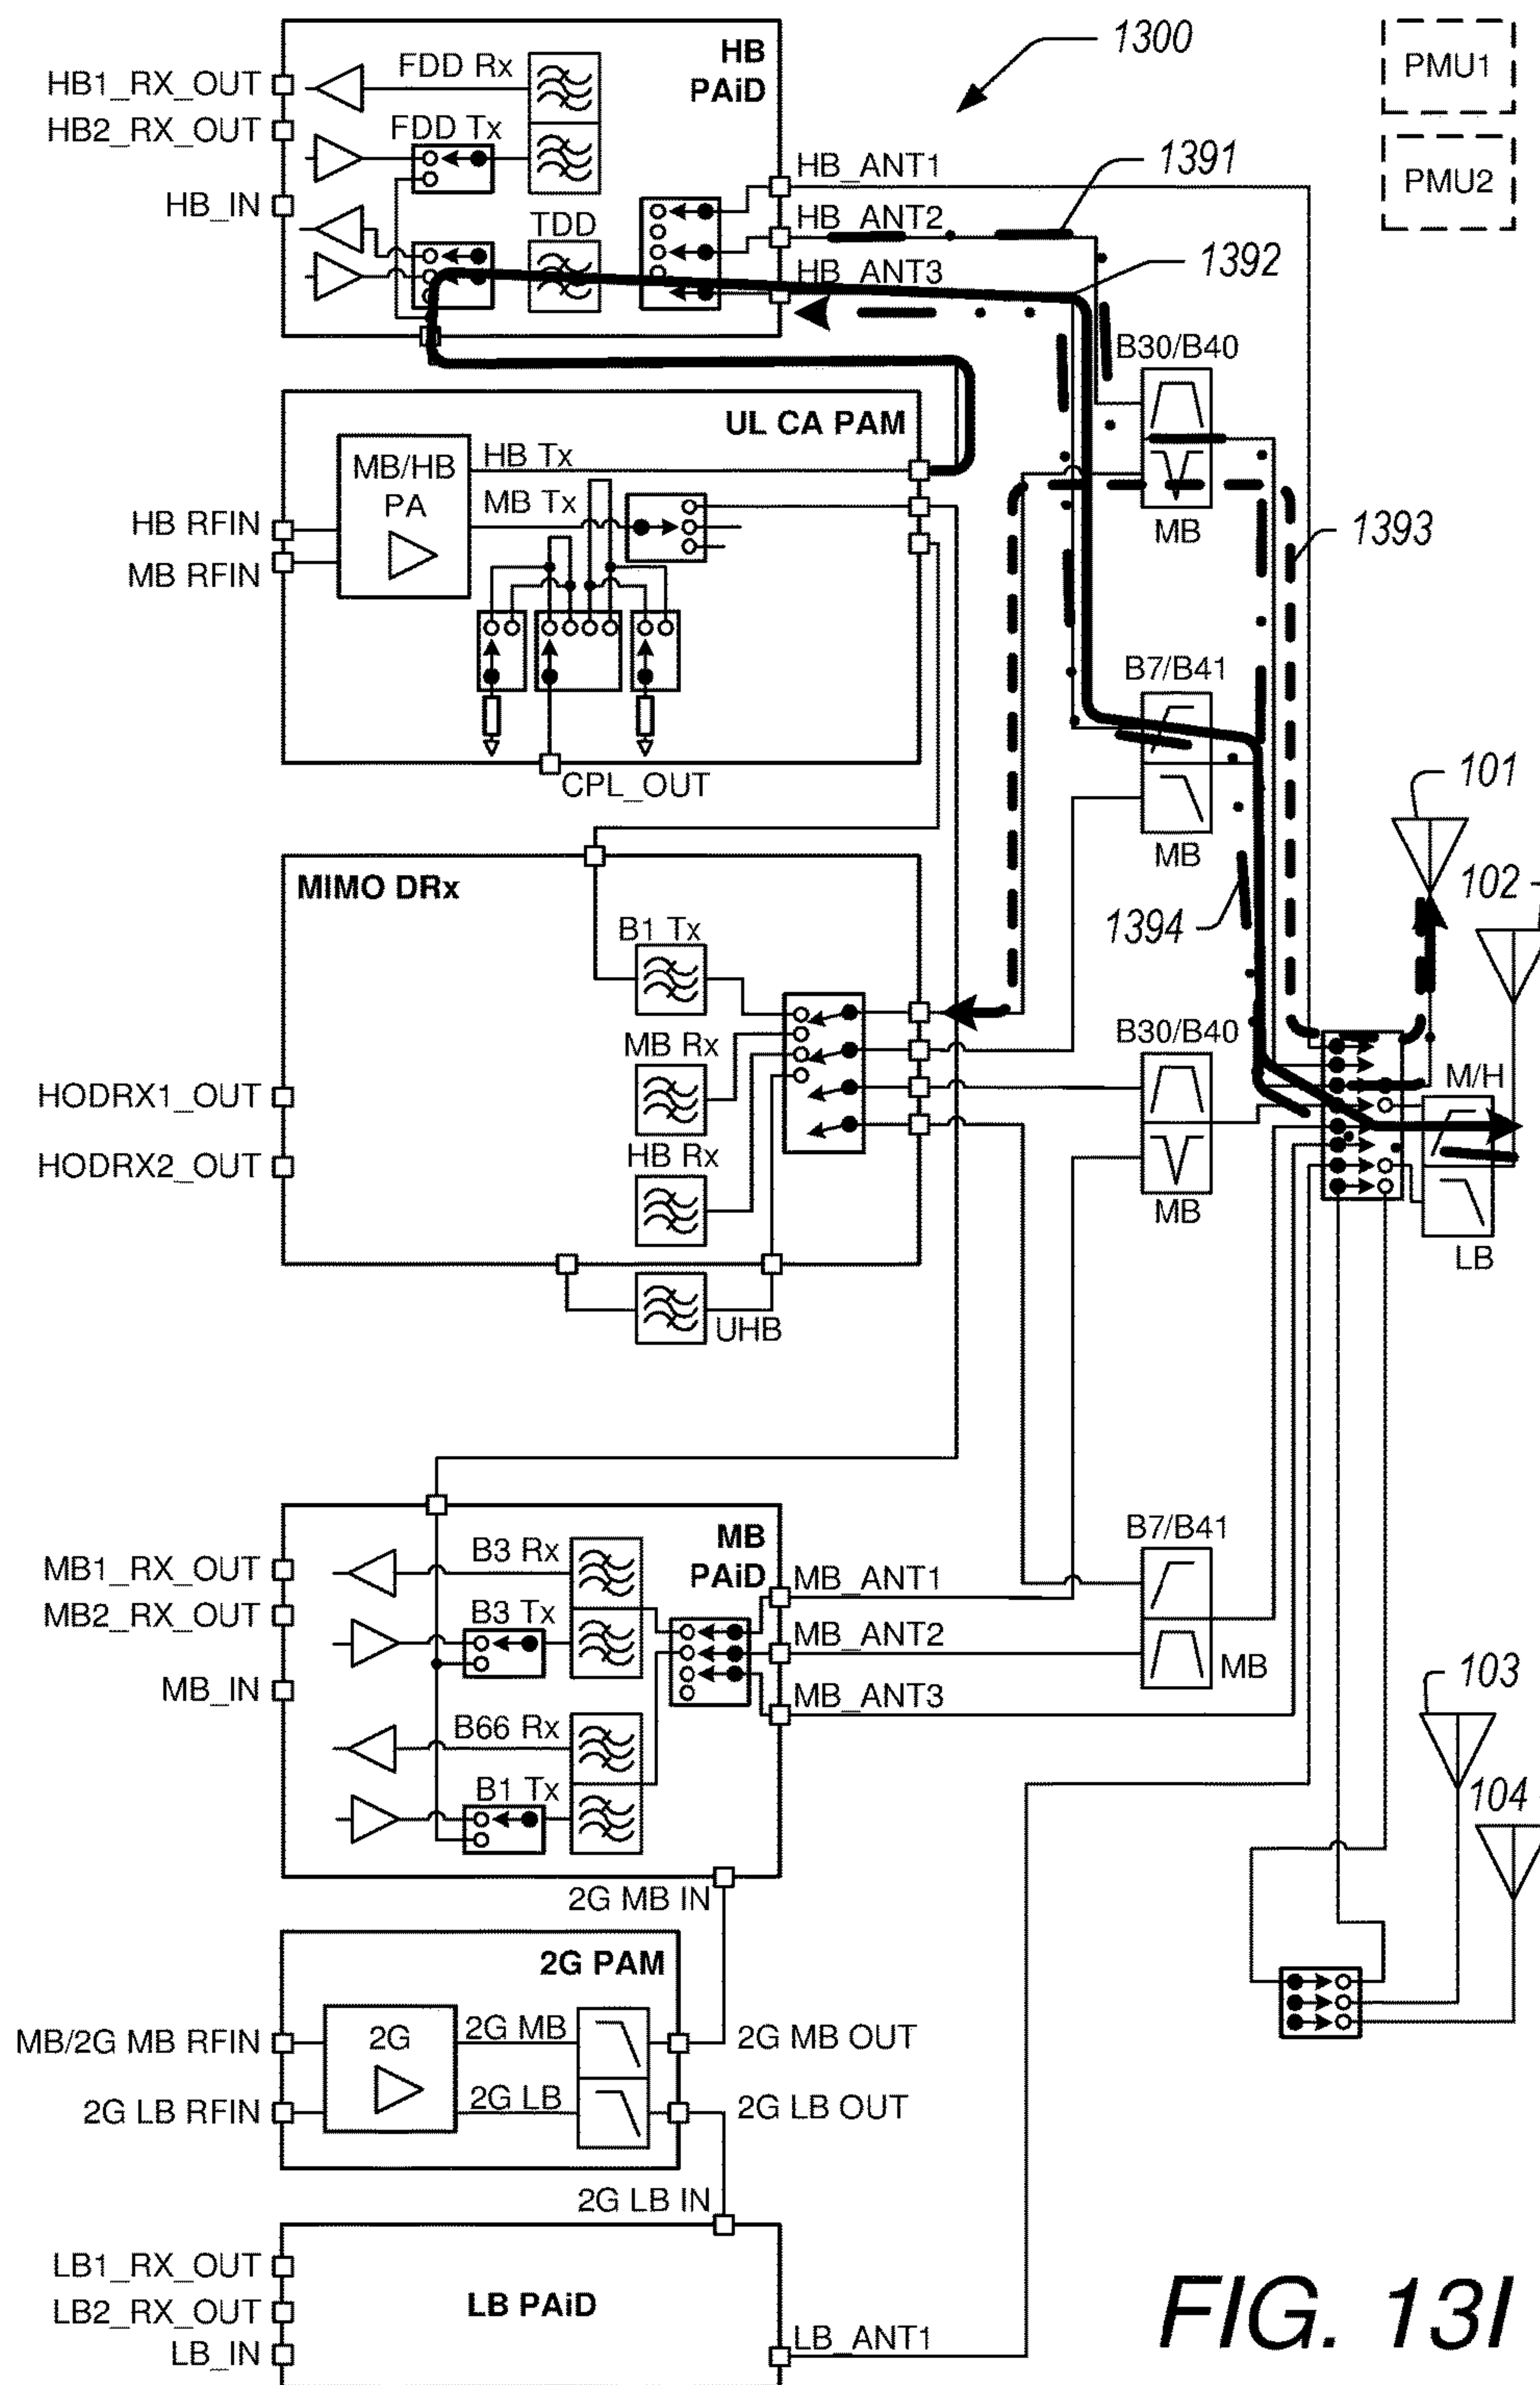 1300
PMU1
PMU2
HB
PAiD
HB1_RX_OUT
HB2_RX_OUT
HB_IN
FDD Rx
FDD Tx
TDD
HB_ANT1
HB_ANT2
HB_ANT3
1391
1392
B30/B40
MB
1393
UL CA PAM
MB/HB
PA
HB Tx
MB Tx
HB RFIN
MB RFIN
CPL_OUT
B7/B41
MB
101
102
1394
MIMO DRx
B1 Tx
MB Rx
HB Rx
HODRX1_OUT
HODRX2_OUT
UHB
B30/B40
MB
M/H
LB
MB
PAiD
MB1_RX_OUT
MB2_RX_OUT
MB_IN
B3 Rx
B3 Tx
B66 Rx
B1 Tx
MB_ANT1
MB_ANT2
MB_ANT3
B7/B41
MB
103
104
2G MB IN
2G PAM
MB/2G MB RFIN
2G LB RFIN
2G
2G MB
2G LB
2G MB OUT
2G LB OUT
2G LB IN
LB1_RX_OUT
LB2_RX_OUT
LB_IN
LB PAiD
LB_ANT1
FIG. 13I